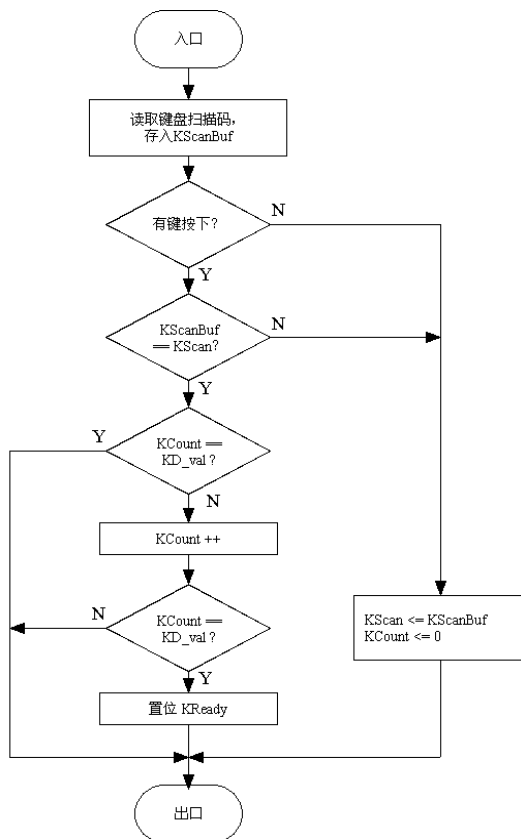 入口
读取键盘扫描码，
存入KScanBuf
有键按下？
N
Y
KScanBuf
== KScan?
N
Y
KCount ==
KD_val ?
Y
N
KCount ++
KCount ==
KD_val ?
N
Y
KScan <= KScanBuf
KCount <= 0
置位 KReady
出口